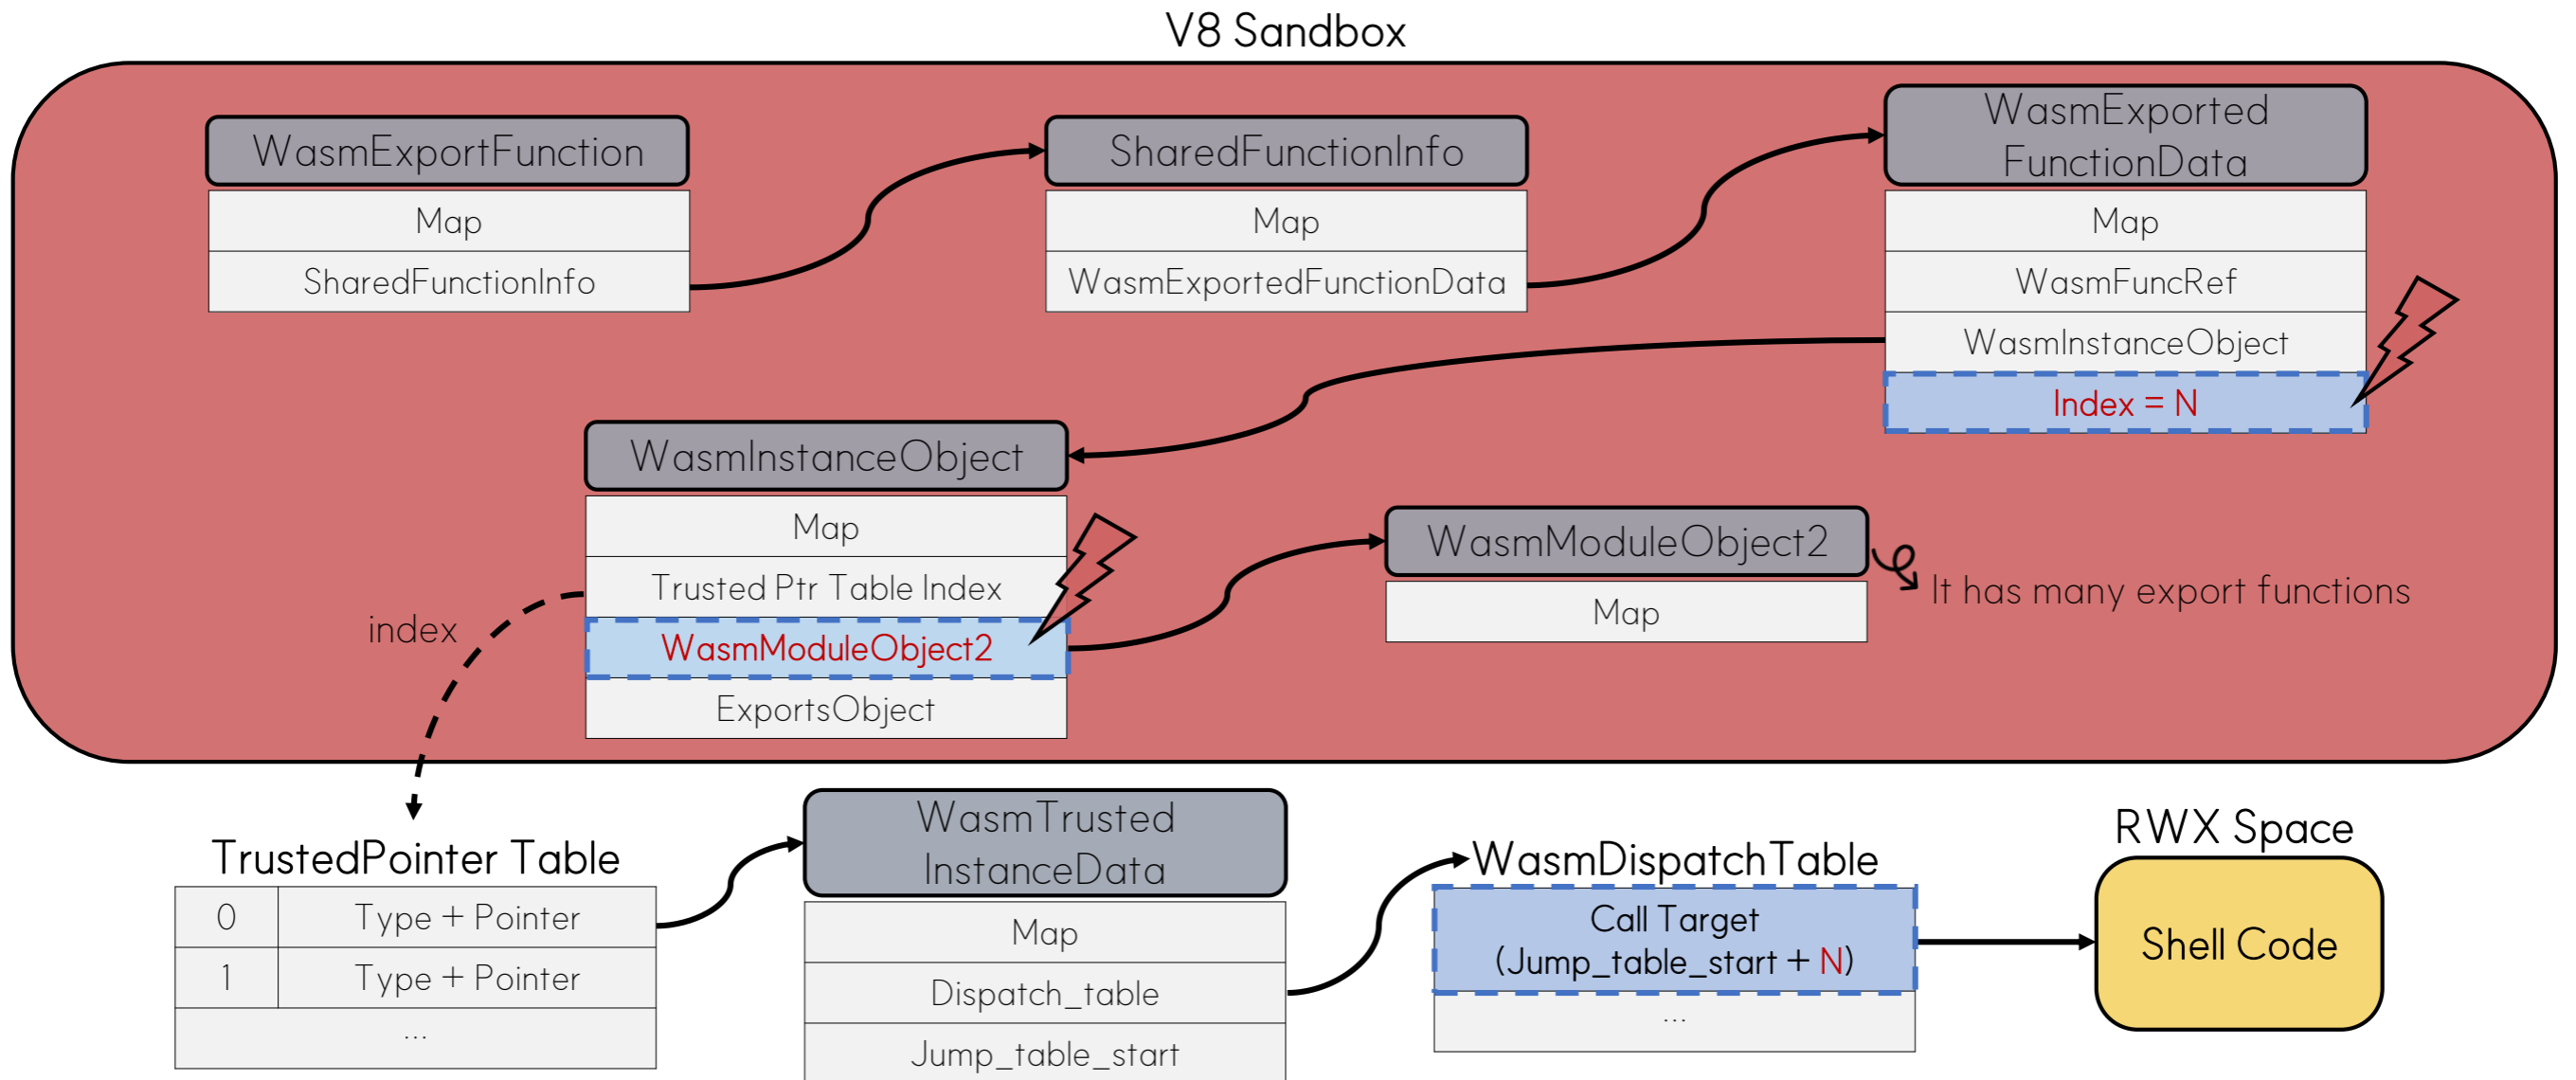 V8 Sandbox
WasmExportFunction
Map
SharedFunctionInfo
SharedFunctionInfo
Map
WasmExportedFunctionData
WasmExported
FunctionData
Map
WasmFuncRef
WasmInstanceObject
Index = N
WasmInstanceObject
Map
Trusted Ptr Table Index
WasmModuleObject2
ExportsObject
WasmModuleObject2
Map
It has many export functions
index
TrustedPointer Table
0 Type + Pointer
1 Type + Pointer
...
WasmTrusted
InstanceData
Map
Dispatch_table
Jump_table_start
WasmDispatchTable
Call Target
(Jump_table_start + N)
...
RWX Space
Shell Code